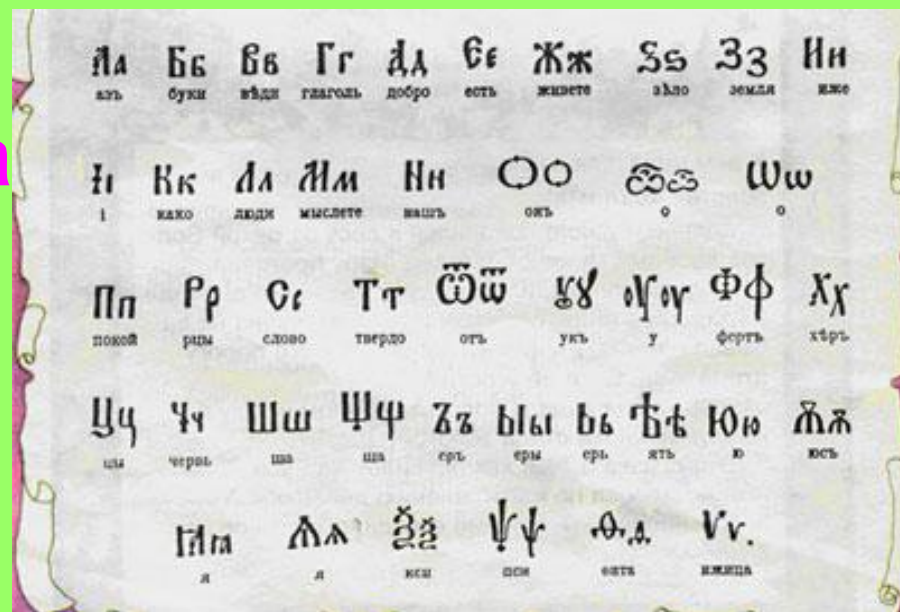 Аа Бб Вв Гг Дд Єє Жж Ѕѕ Зз Ии
азъ буки вѣди глаголь добро есть живете зѣло земля иже
Іі Кк Лл Мм Нн Оо Ѽѽ Ѡѡ
і како люди мыслете нашъ онъ о о
Пп Рр Сс Тт Ѿѿ Ꙋꙋ Ѹѹ Фф Хх
покой рцы слово твердо отъ укъ у фертъ хѣръ
Цц Чч Шш Щщ Ъъ Ыы Ьь Ѣѣ Юю Ѫѫ
цы червь ша ща еръ еры ерь ять ю юсъ
Ꙗꙗ Ѧѧ Ѯѯ Ѱѱ Ѳѳ Ѵѵ.
я я кси пси ѳита ижица